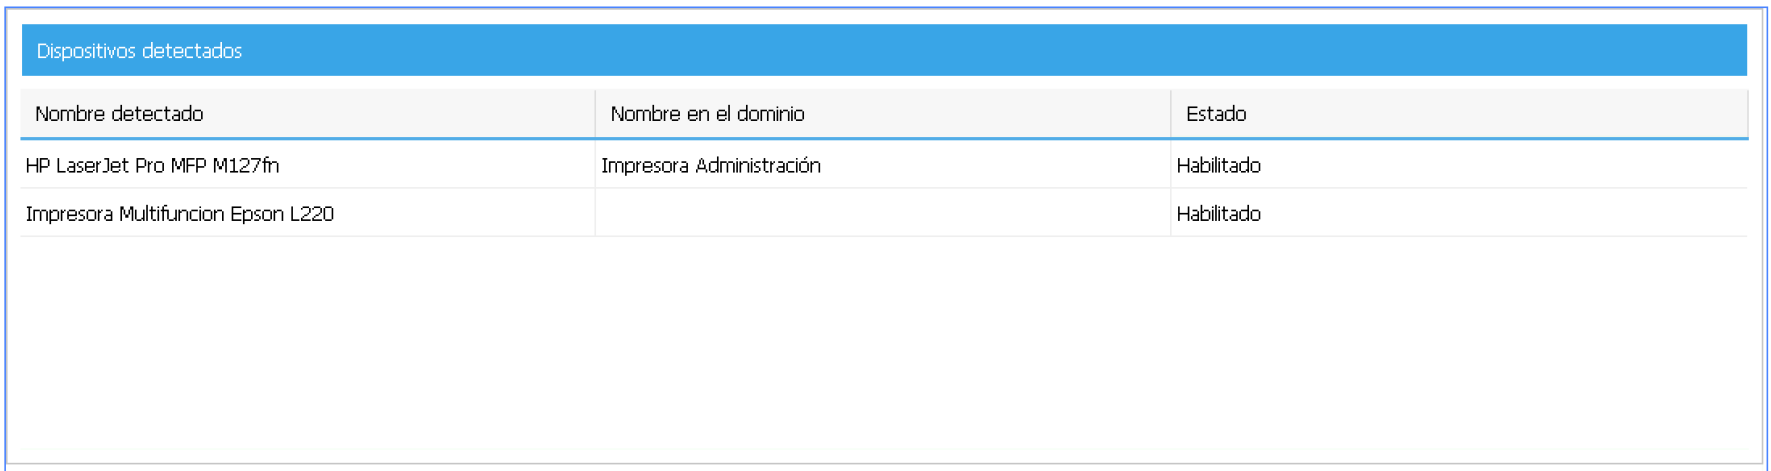 Dispositivos detectados
Nombre detectado Nombre en el dominio Estado
HP LaserJet Pro MFP M127fn Impresora Administración Habilitado
Impresora Multifuncion Epson L220 Habilitado